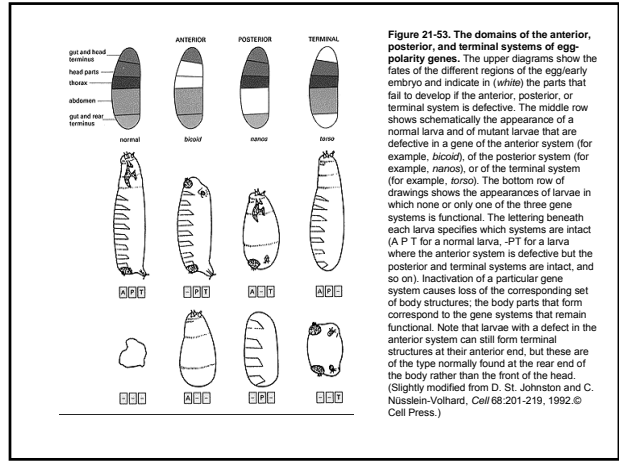 ANTERIOR
POSTERIOR
TERMINAL
gut and head
terminus
head parts
thorax
abdomen
gut and rear
terminus
normal
bicoid
nanos
torso
A P T
– P T
A – T
A P –
– – –
A – –
– P –
– – T
Figure 21-53. The domains of the anterior,
posterior, and terminal systems of egg-
polarity genes. The upper diagrams show the
fates of the different regions of the egg/early
embryo and indicate in (white) the parts that
fail to develop if the anterior, posterior, or
terminal system is defective. The middle row
shows schematically the appearance of a
normal larva and of mutant larvae that are
defective in a gene of the anterior system (for
example, bicoid), of the posterior system (for
example, nanos), or of the terminal system
(for example, torso). The bottom row of
drawings shows the appearances of larvae in
which none or only one of the three gene
systems is functional. The lettering beneath
each larva specifies which systems are intact
(A P T for a normal larva, -PT for a larva
where the anterior system is defective but the
posterior and terminal systems are intact, and
so on). Inactivation of a particular gene
system causes loss of the corresponding set
of body structures; the body parts that form
correspond to the gene systems that remain
functional. Note that larvae with a defect in the
anterior system can still form terminal
structures at their anterior end, but these are
of the type normally found at the rear end of
the body rather than the front of the head.
(Slightly modified from D. St. Johnston and C.
Nüsslein-Volhard, Cell 68:201-219, 1992.©
Cell Press.)